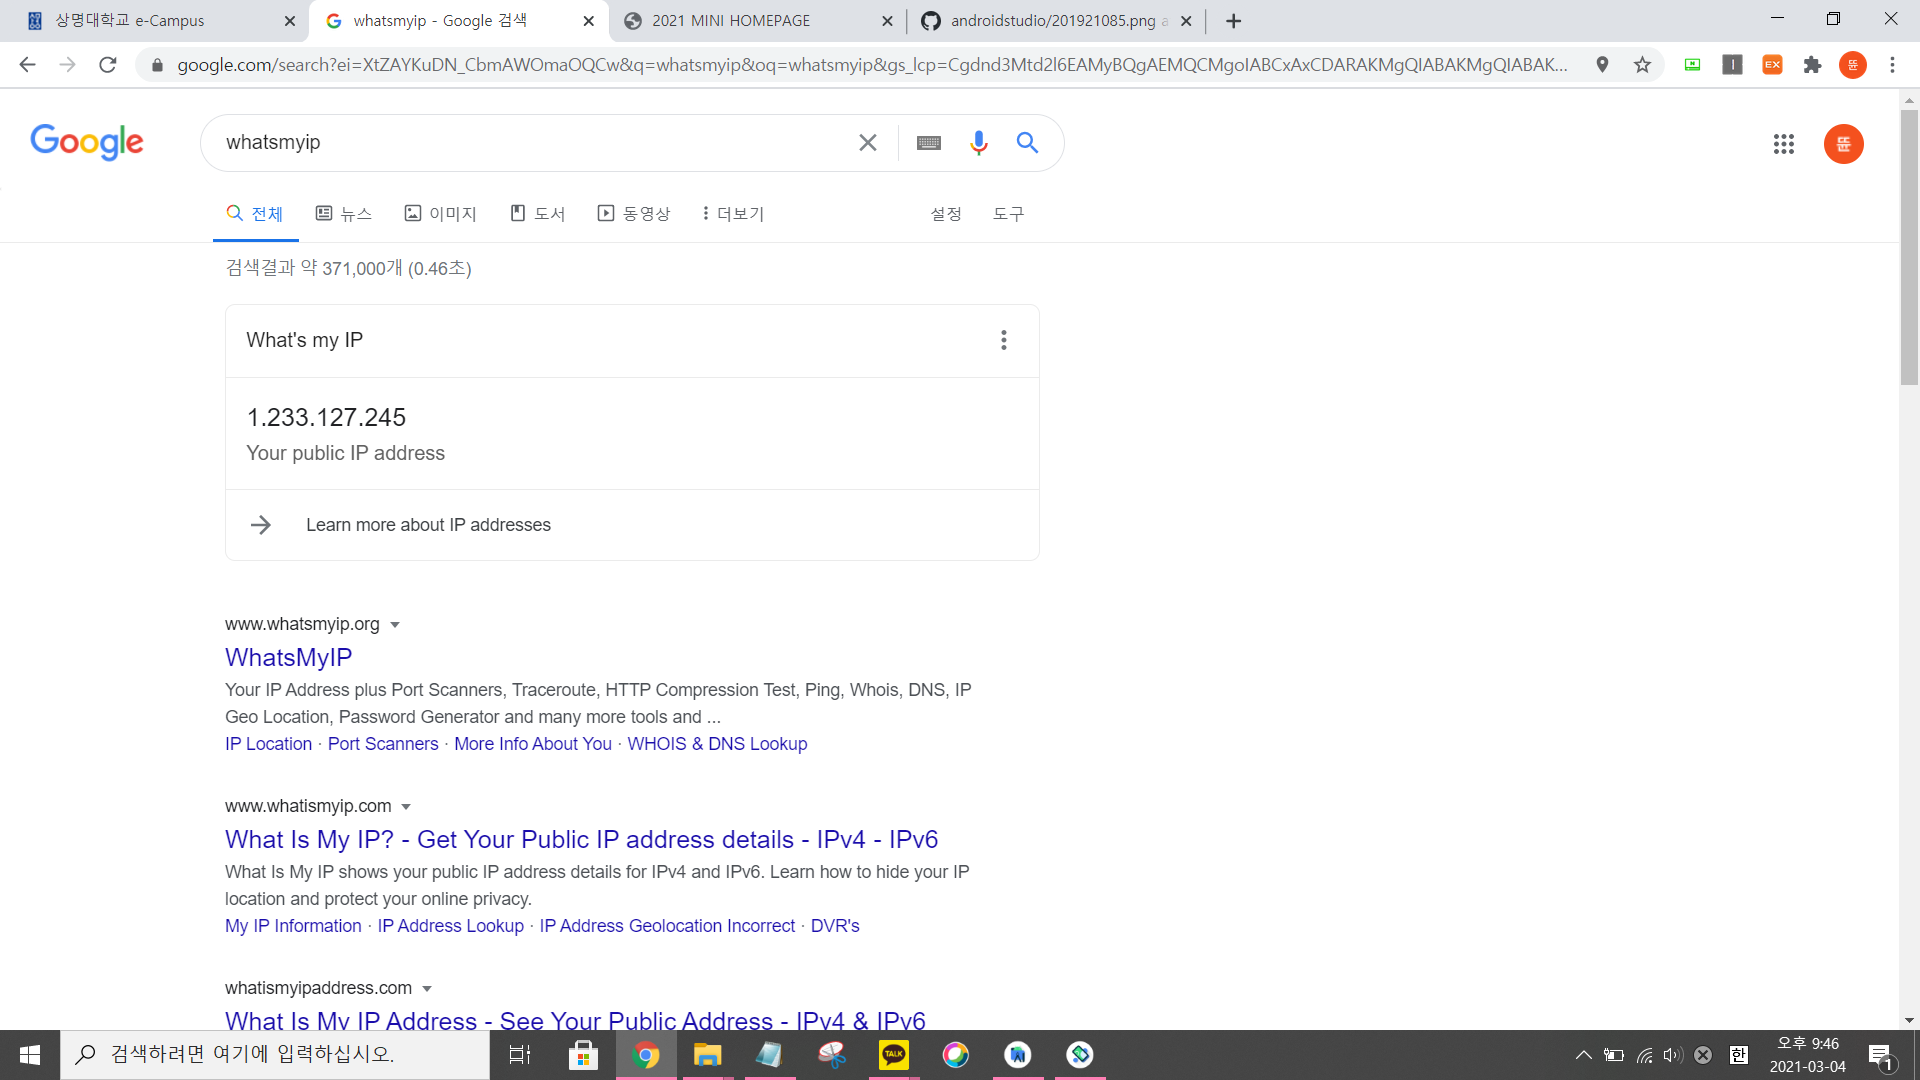 상명대학교 e-Campus
whatsmyip - Google 검색
2021 MINI HOMEPAGE
androidstudio/201921085.png a
google.com/search?ei=XtZAYKuDN_CbmAWOmaOQCw&q=whatsmyip&oq=whatsmyip&gs_lcp=Cgdnd3Mtd2l6EAMyBQgAEMQCMgoIABCxAxCDARAKMgQIABAKMgQIABAK...
EX
뜐
Google
whatsmyip
뜐
전체
뉴스
이미지
도서
동영상
더보기
설정
도구
검색결과 약 371,000개 (0.46초)
What's my IP
1.233.127.245
Your public IP address
Learn more about IP addresses
www.whatsmyip.org
WhatsMyIP
Your IP Address plus Port Scanners, Traceroute, HTTP Compression Test, Ping, Whois, DNS, IP
Geo Location, Password Generator and many more tools and ...
IP Location · Port Scanners · More Info About You · WHOIS & DNS Lookup
www.whatismyip.com
What Is My IP? - Get Your Public IP address details - IPv4 - IPv6
What Is My IP shows your public IP address details for IPv4 and IPv6. Learn how to hide your IP
location and protect your online privacy.
My IP Information · IP Address Lookup · IP Address Geolocation Incorrect · DVR's
whatismyipaddress.com
What Is My IP Address - See Your Public Address - IPv4 & IPv6
검색하려면 여기에 입력하십시오.
TALK
한
오후 9:46
2021-03-04
1